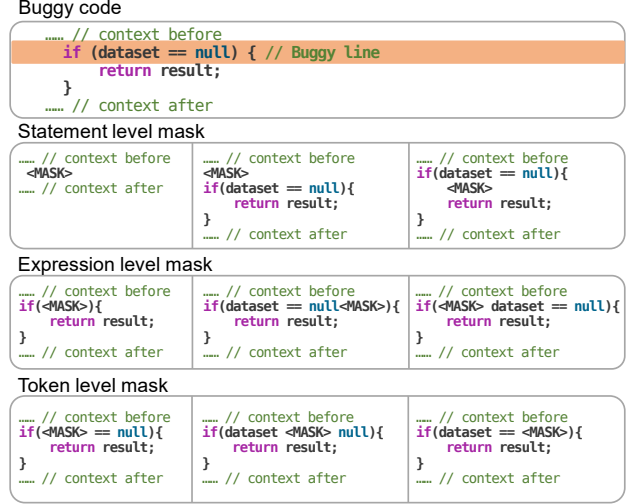 Buggy code
…… // context before
if (dataset == null) { // Buggy line
return result;
}
…… // context after
Statement level mask
…… // context before
<MASK>
…… // context after
…… // context before
<MASK>
if(dataset == null){
return result;
}
…… // context after
…… // context before
if(dataset == null){
<MASK>
return result;
}
…… // context after
Expression level mask
…… // context before
if(<MASK>){
return result;
}
…… // context after
…… // context before
if(dataset == null<MASK>){
return result;
}
…… // context after
…… // context before
if(<MASK> dataset == null){
return result;
}
…… // context after
Token level mask
…… // context before
if(<MASK> == null){
return result;
}
…… // context after
…… // context before
if(dataset <MASK> null){
return result;
}
…… // context after
…… // context before
if(dataset == <MASK>){
return result;
}
…… // context after